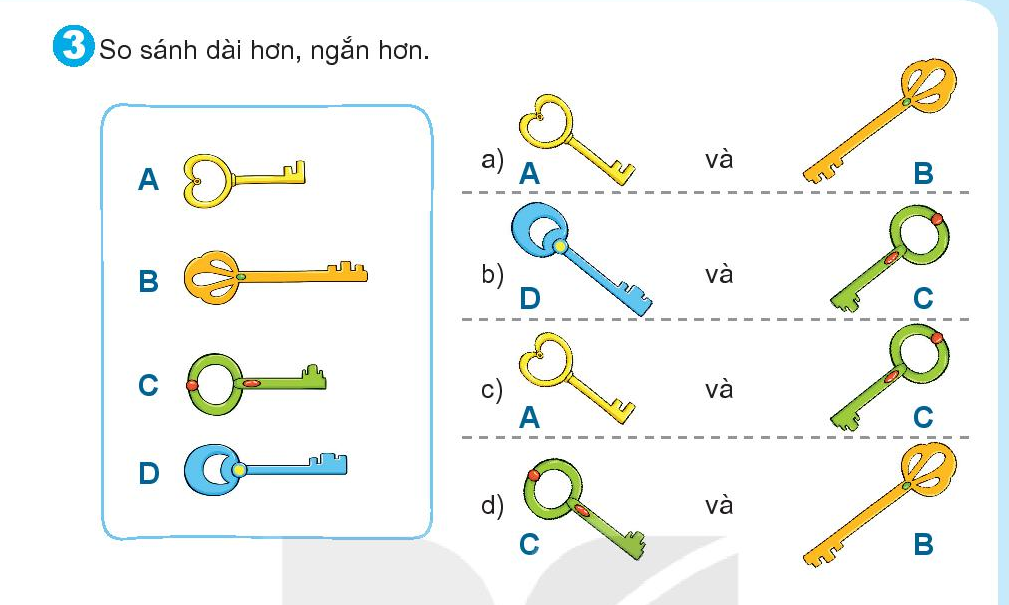 3 So sánh dài hơn, ngắn hơn.
A
B
C
D
a) A và B
b) D và C
c) A và C
d) C và B